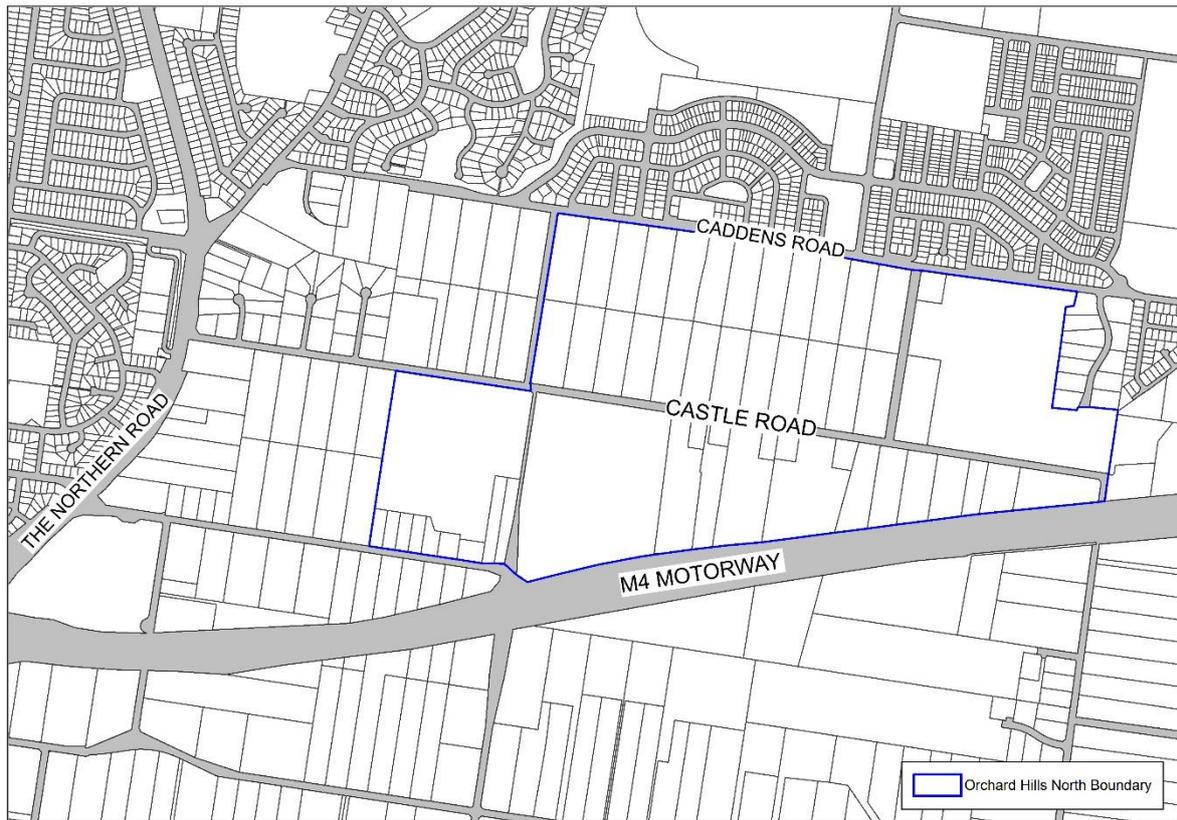 CADDENS ROAD
CASTLE ROAD
THE NORTHERN ROAD
M4 MOTORWAY
Orchard Hills North Boundary